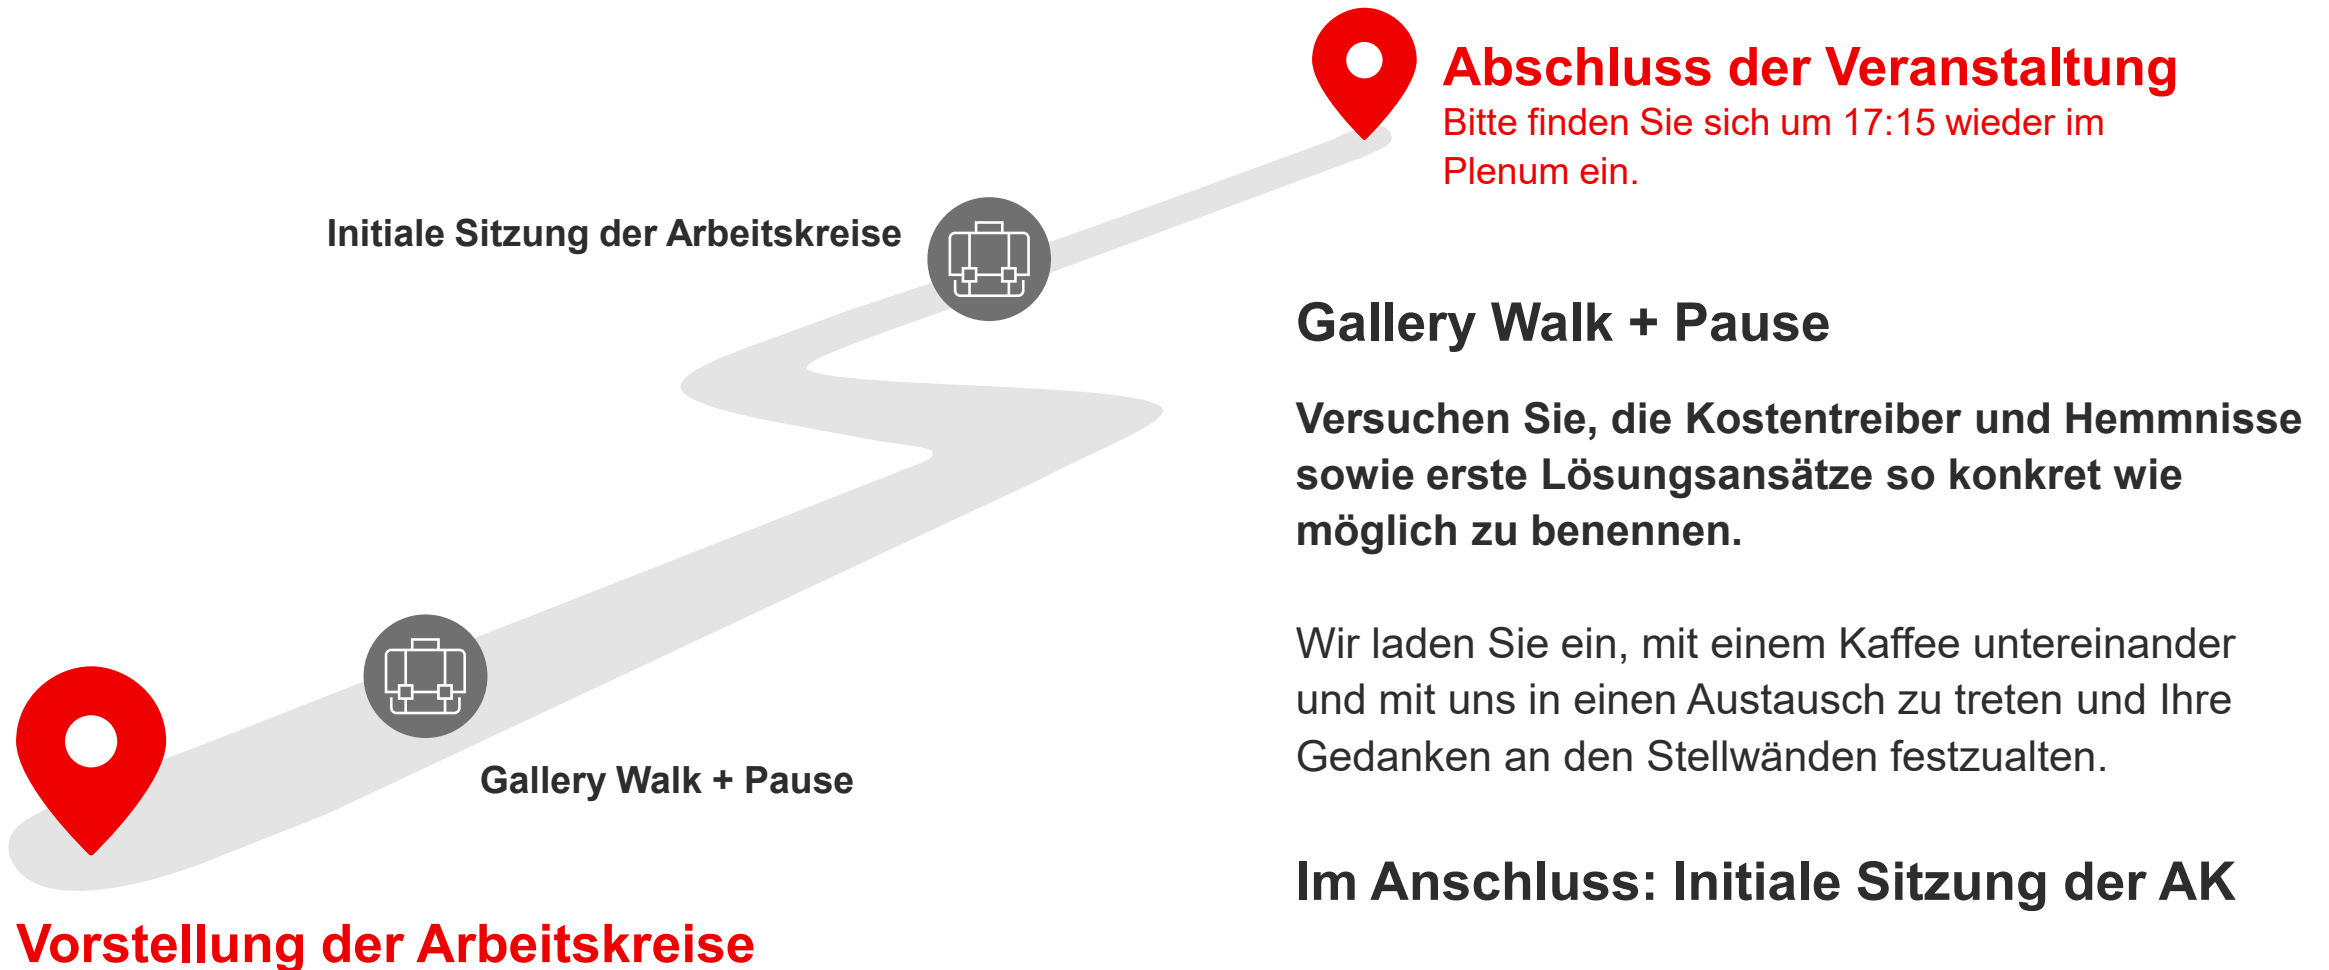 Abschluss der Veranstaltung
Bitte finden Sie sich um 17:15 wieder im
Plenum ein.
Initiale Sitzung der Arbeitskreise
Gallery Walk + Pause
Vorstellung der Arbeitskreise
Gallery Walk + Pause
Versuchen Sie, die Kostentreiber und Hemmnisse
sowie erste Lösungsansätze so konkret wie
möglich zu benennen.
Wir laden Sie ein, mit einem Kaffee untereinander
und mit uns in einen Austausch zu treten und Ihre
Gedanken an den Stellwänden festzualten.
Im Anschluss: Initiale Sitzung der AK